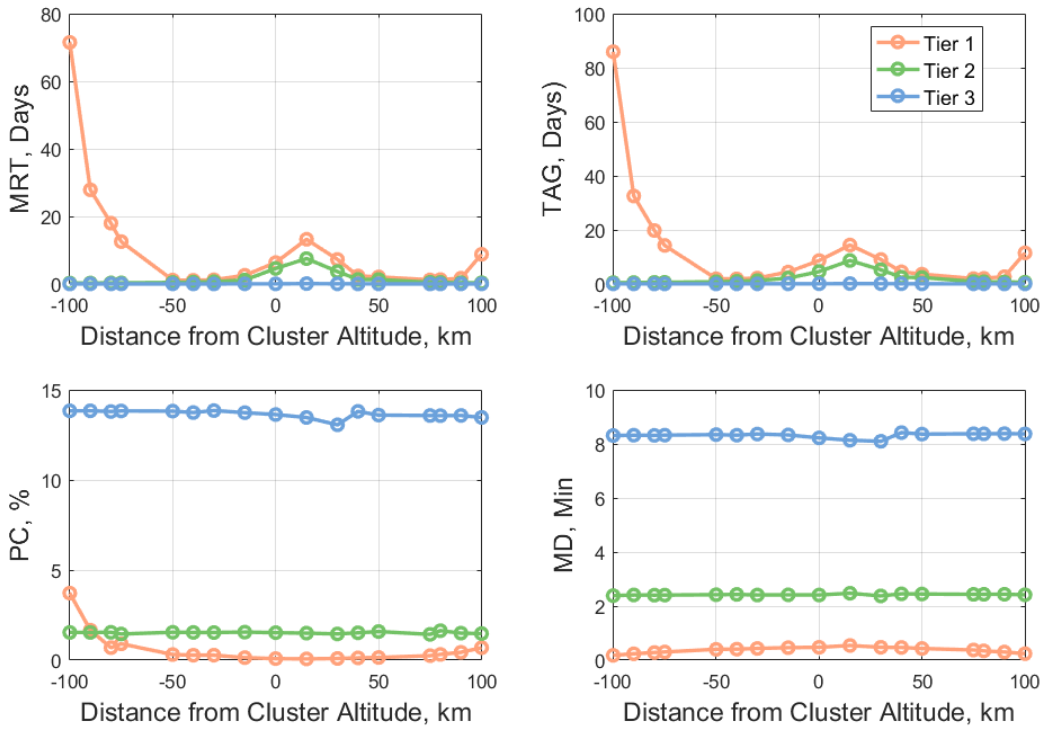 80
60
40
20
0
MRT, Days
-100 -50 0 50 100
Distance from Cluster Altitude, km
100
80
60
40
20
0
TAG, Days)
Tier 1
Tier 2
Tier 3
-100 -50 0 50 100
Distance from Cluster Altitude, km
15
10
5
0
PC, %
-100 -50 0 50 100
Distance from Cluster Altitude, km
10
8
6
4
2
0
MD, Min
-100 -50 0 50 100
Distance from Cluster Altitude, km